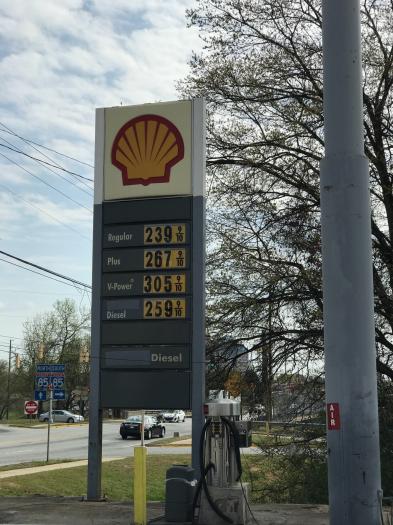 Regular 239 9/10
Plus 267 9/10
V-Power® 305 9/10
Diesel 259 9/10
Diesel
NORTH SOUTH
85 85
AIR